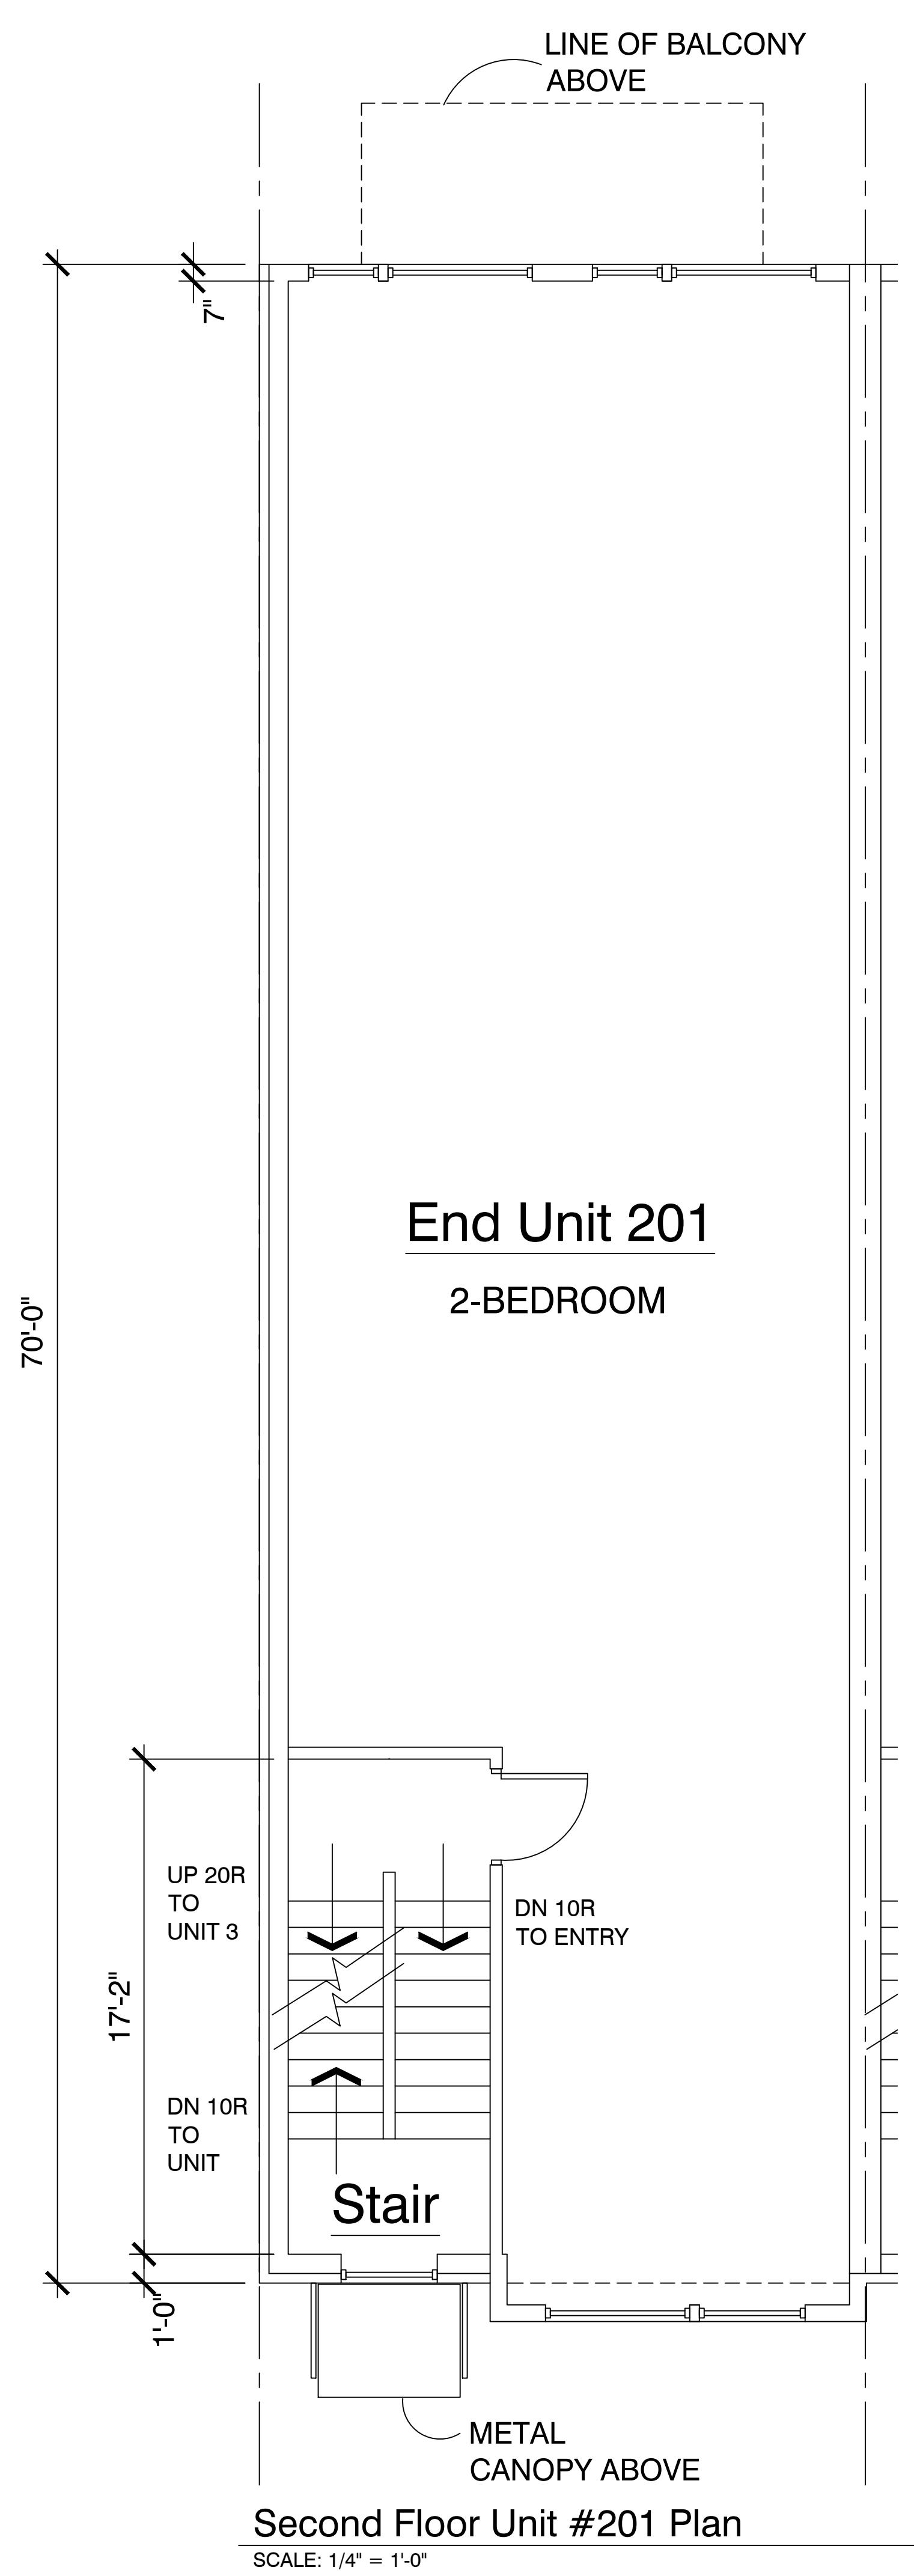 LINE OF BALCONY
ABOVE
7"
70'-0"
End Unit 201
2-BEDROOM
UP 20R
TO
UNIT 3
DN 10R
TO ENTRY
17'-2"
DN 10R
TO
UNIT
Stair
1'-0"
METAL
CANOPY ABOVE
Second Floor Unit #201 Plan
SCALE: 1/4" = 1'-0"